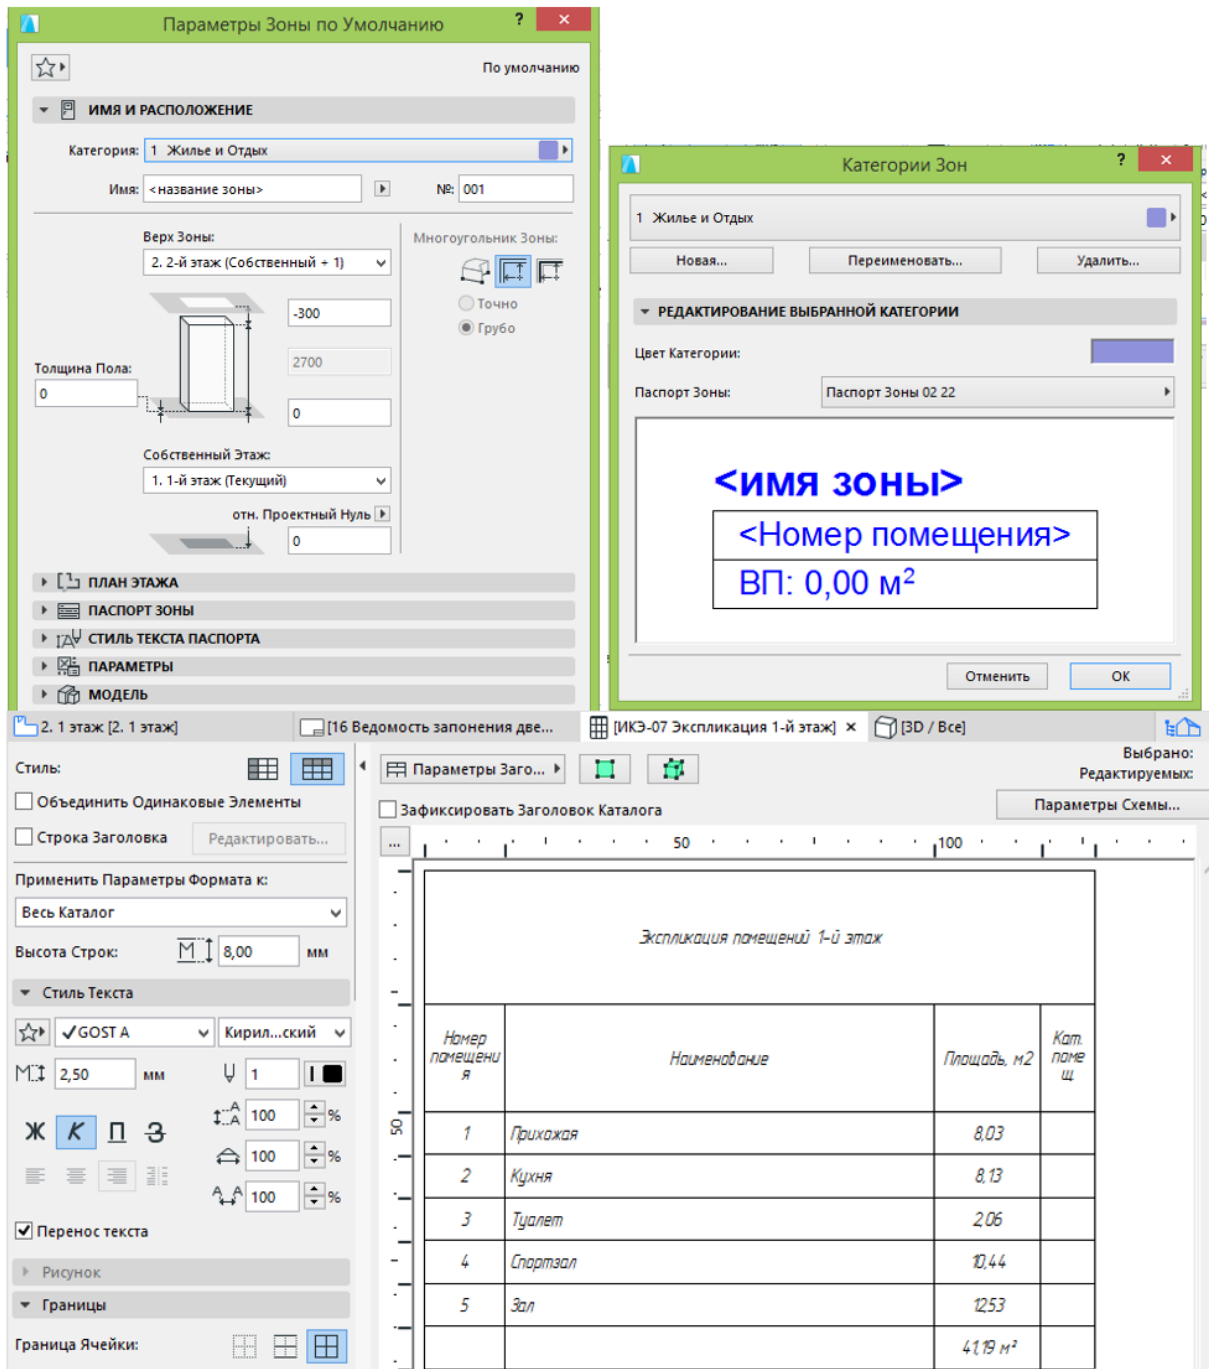 Параметры Зоны по Умолчанию
?
×
По умолчанию
ИМЯ И РАСПОЛОЖЕНИЕ
Категория: 1 Жилье и Отдых
Имя: <название зоны>
№: 001
Верх Зоны:
2. 2-й этаж (Собственный + 1)
Многоугольник Зоны:
Точно
Грубо
-300
2700
Толщина Пола:
0
0
Собственный Этаж:
1. 1-й этаж (Текущий)
отн. Проектный Нуль
0
ПЛАН ЭТАЖА
ПАСПОРТ ЗОНЫ
СТИЛЬ ТЕКСТА ПАСПОРТА
ПАРАМЕТРЫ
МОДЕЛЬ
Категории Зон
?
×
1 Жилье и Отдых
Новая...
Переименовать...
Удалить...
РЕДАКТИРОВАНИЕ ВЫБРАННОЙ КАТЕГОРИИ
Цвет Категории:
Паспорт Зоны: Паспорт Зоны 02 22
<имя зоны>
<Номер помещения>
ВП: 0,00 м²
Отменить
OK
2. 1 этаж [2. 1 этаж]
[16 Ведомость запонения две...
[ИКЭ-07 Экспликация 1-й этаж] ×
[3D / Все]
Стиль:
Объединить Одинаковые Элементы
Строка Заголовка
Редактировать...
Применить Параметры Формата к:
Весь Каталог
Высота Строк: 8,00 мм
Стиль Текста
GOST A
Кирил...ский
2,50 мм
1
100 %
Ж К П З
100 %
100 %
Перенос текста
Рисунок
Границы
Граница Ячейки:
Параметры Заго...
Выбрано:
Редактируемых:
Зафиксировать Заголовок Каталога
Параметры Схемы...
...
50
100
50
Экспликация помещений 1-й этаж
Номер
помещени
я
Наименование
Площадь, м2
Кат.
поме
щ.
1 Прихожая 8,03
2 Кухня 8,13
3 Туалет 2,06
4 Спортзал 10,44
5 Зал 12,53
41,19 м²